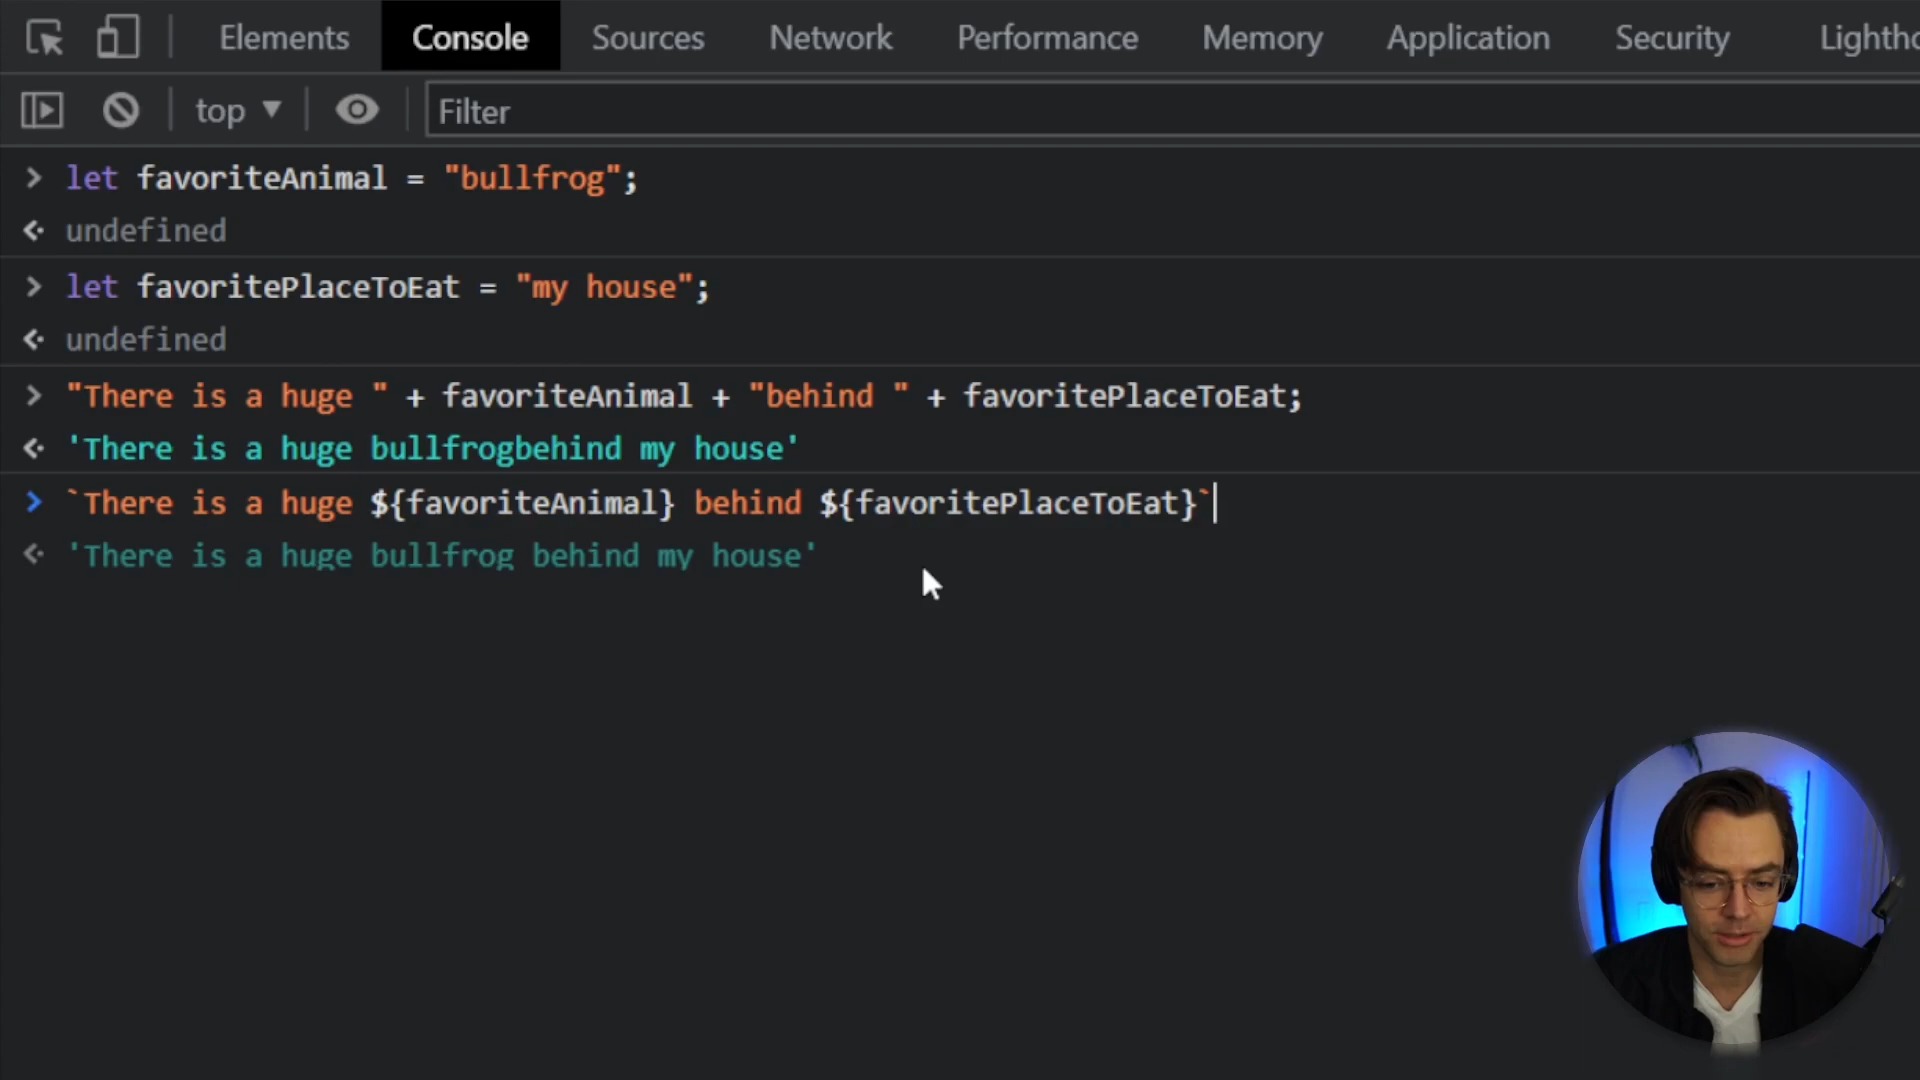 Elements Console Sources Network Performance Memory Application Security Lighthc
top ▼ Filter
> let favoriteAnimal = "bullfrog";
undefined
> let favoritePlaceToEat = "my house";
undefined
> "There is a huge " + favoriteAnimal + "behind " + favoritePlaceToEat;
'There is a huge bullfrogbehind my house'
> `There is a huge ${favoriteAnimal} behind ${favoritePlaceToEat}`
'There is a huge bullfrog behind my house'